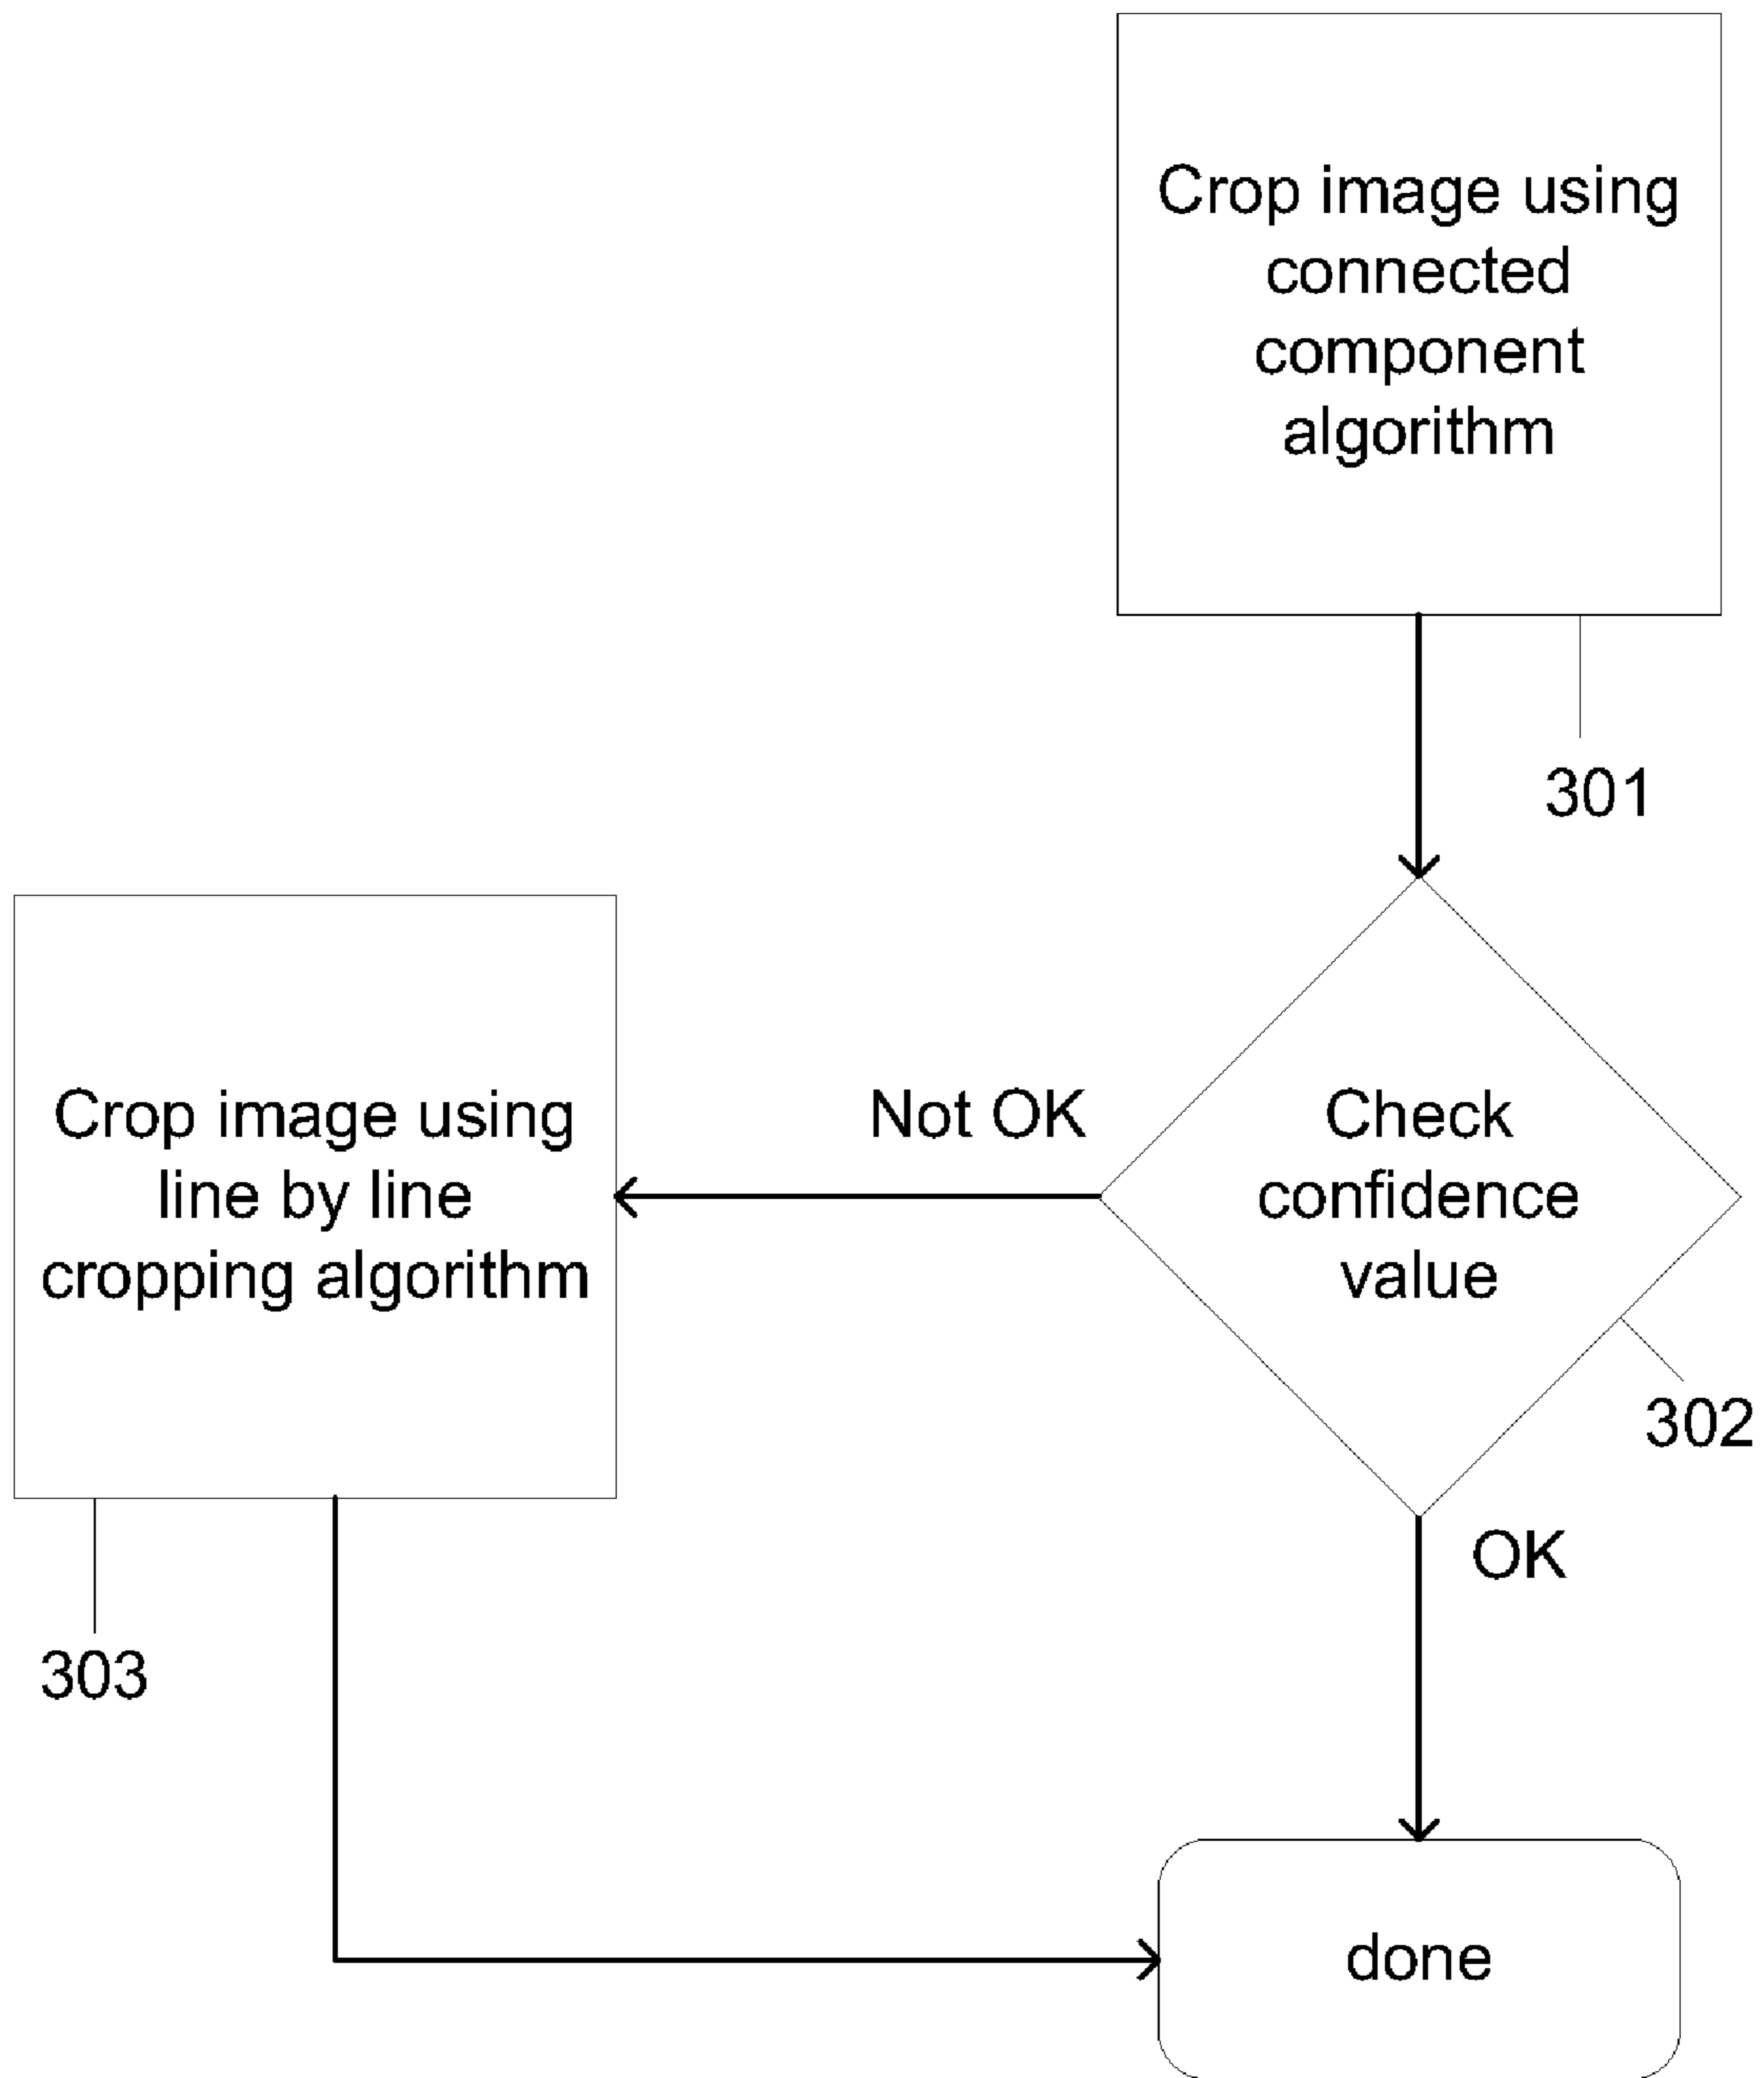 Crop image using
connected
component
algorithm
301
Crop image using
line by line
cropping algorithm
Not OK
Check
confidence
value
302
OK
303
done